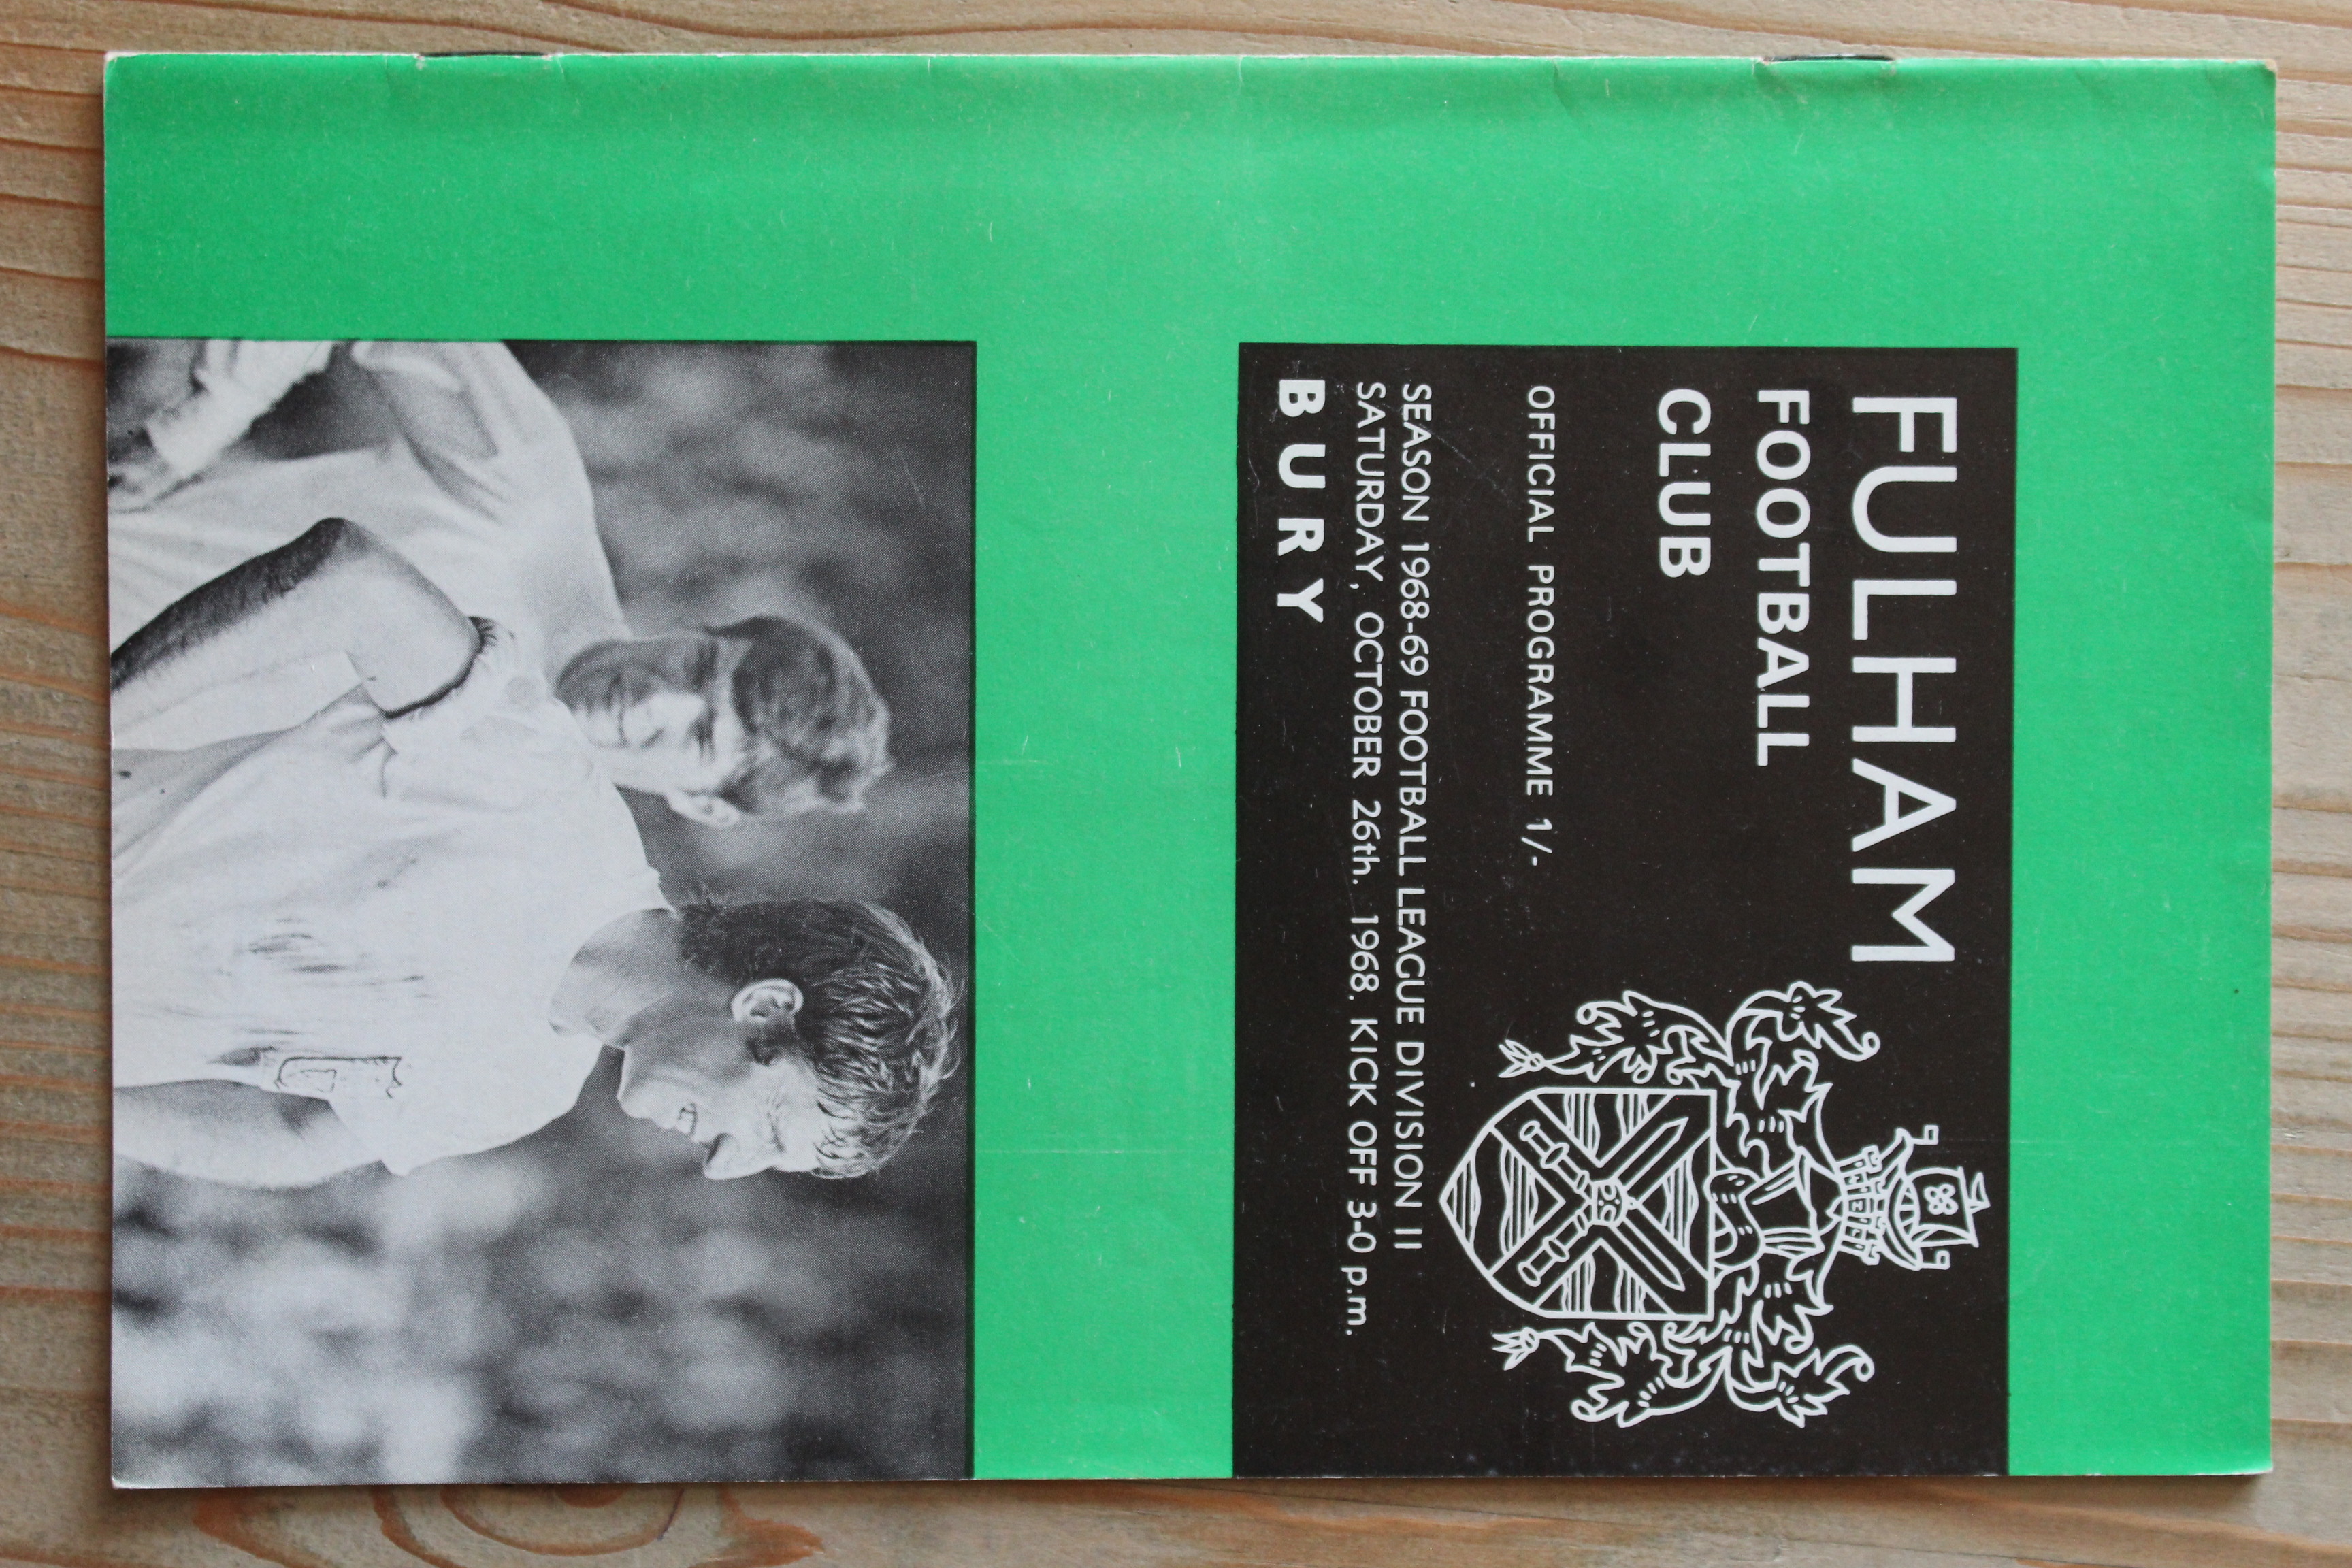 FULHAM
FOOTBALL
CLUB
OFFICIAL PROGRAMME 1/-
SEASON 1968-69 FOOTBALL LEAGUE DIVISION II
SATURDAY, OCTOBER 26th. 1968. KICK OFF 3-0 p.m.
BURY